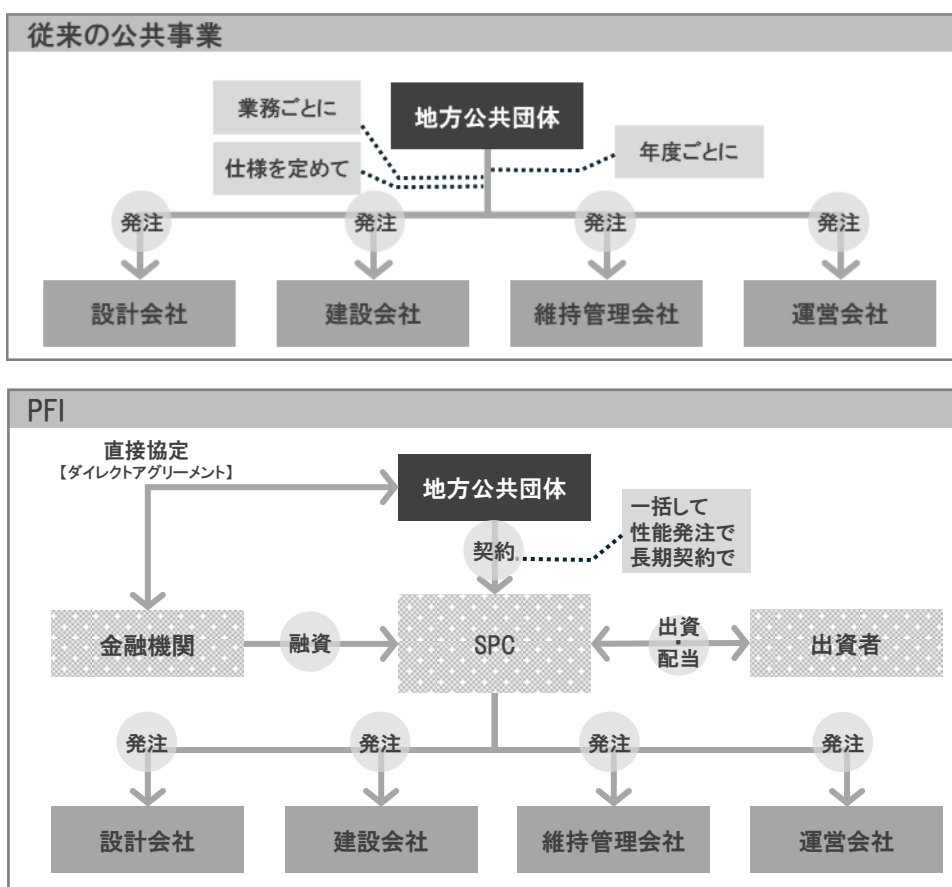 従来の公共事業
業務ごとに
地方公共団体
仕様を定めて
年度ごとに
発注
発注
発注
発注
設計会社
建設会社
維持管理会社
運営会社
PFI
直接協定
【ダイレクトアグリーメント】
地方公共団体
一括して
性能発注で
長期契約で
契約
金融機関
融資
SPC
出資
・
配当
出資者
発注
発注
発注
発注
設計会社
建設会社
維持管理会社
運営会社